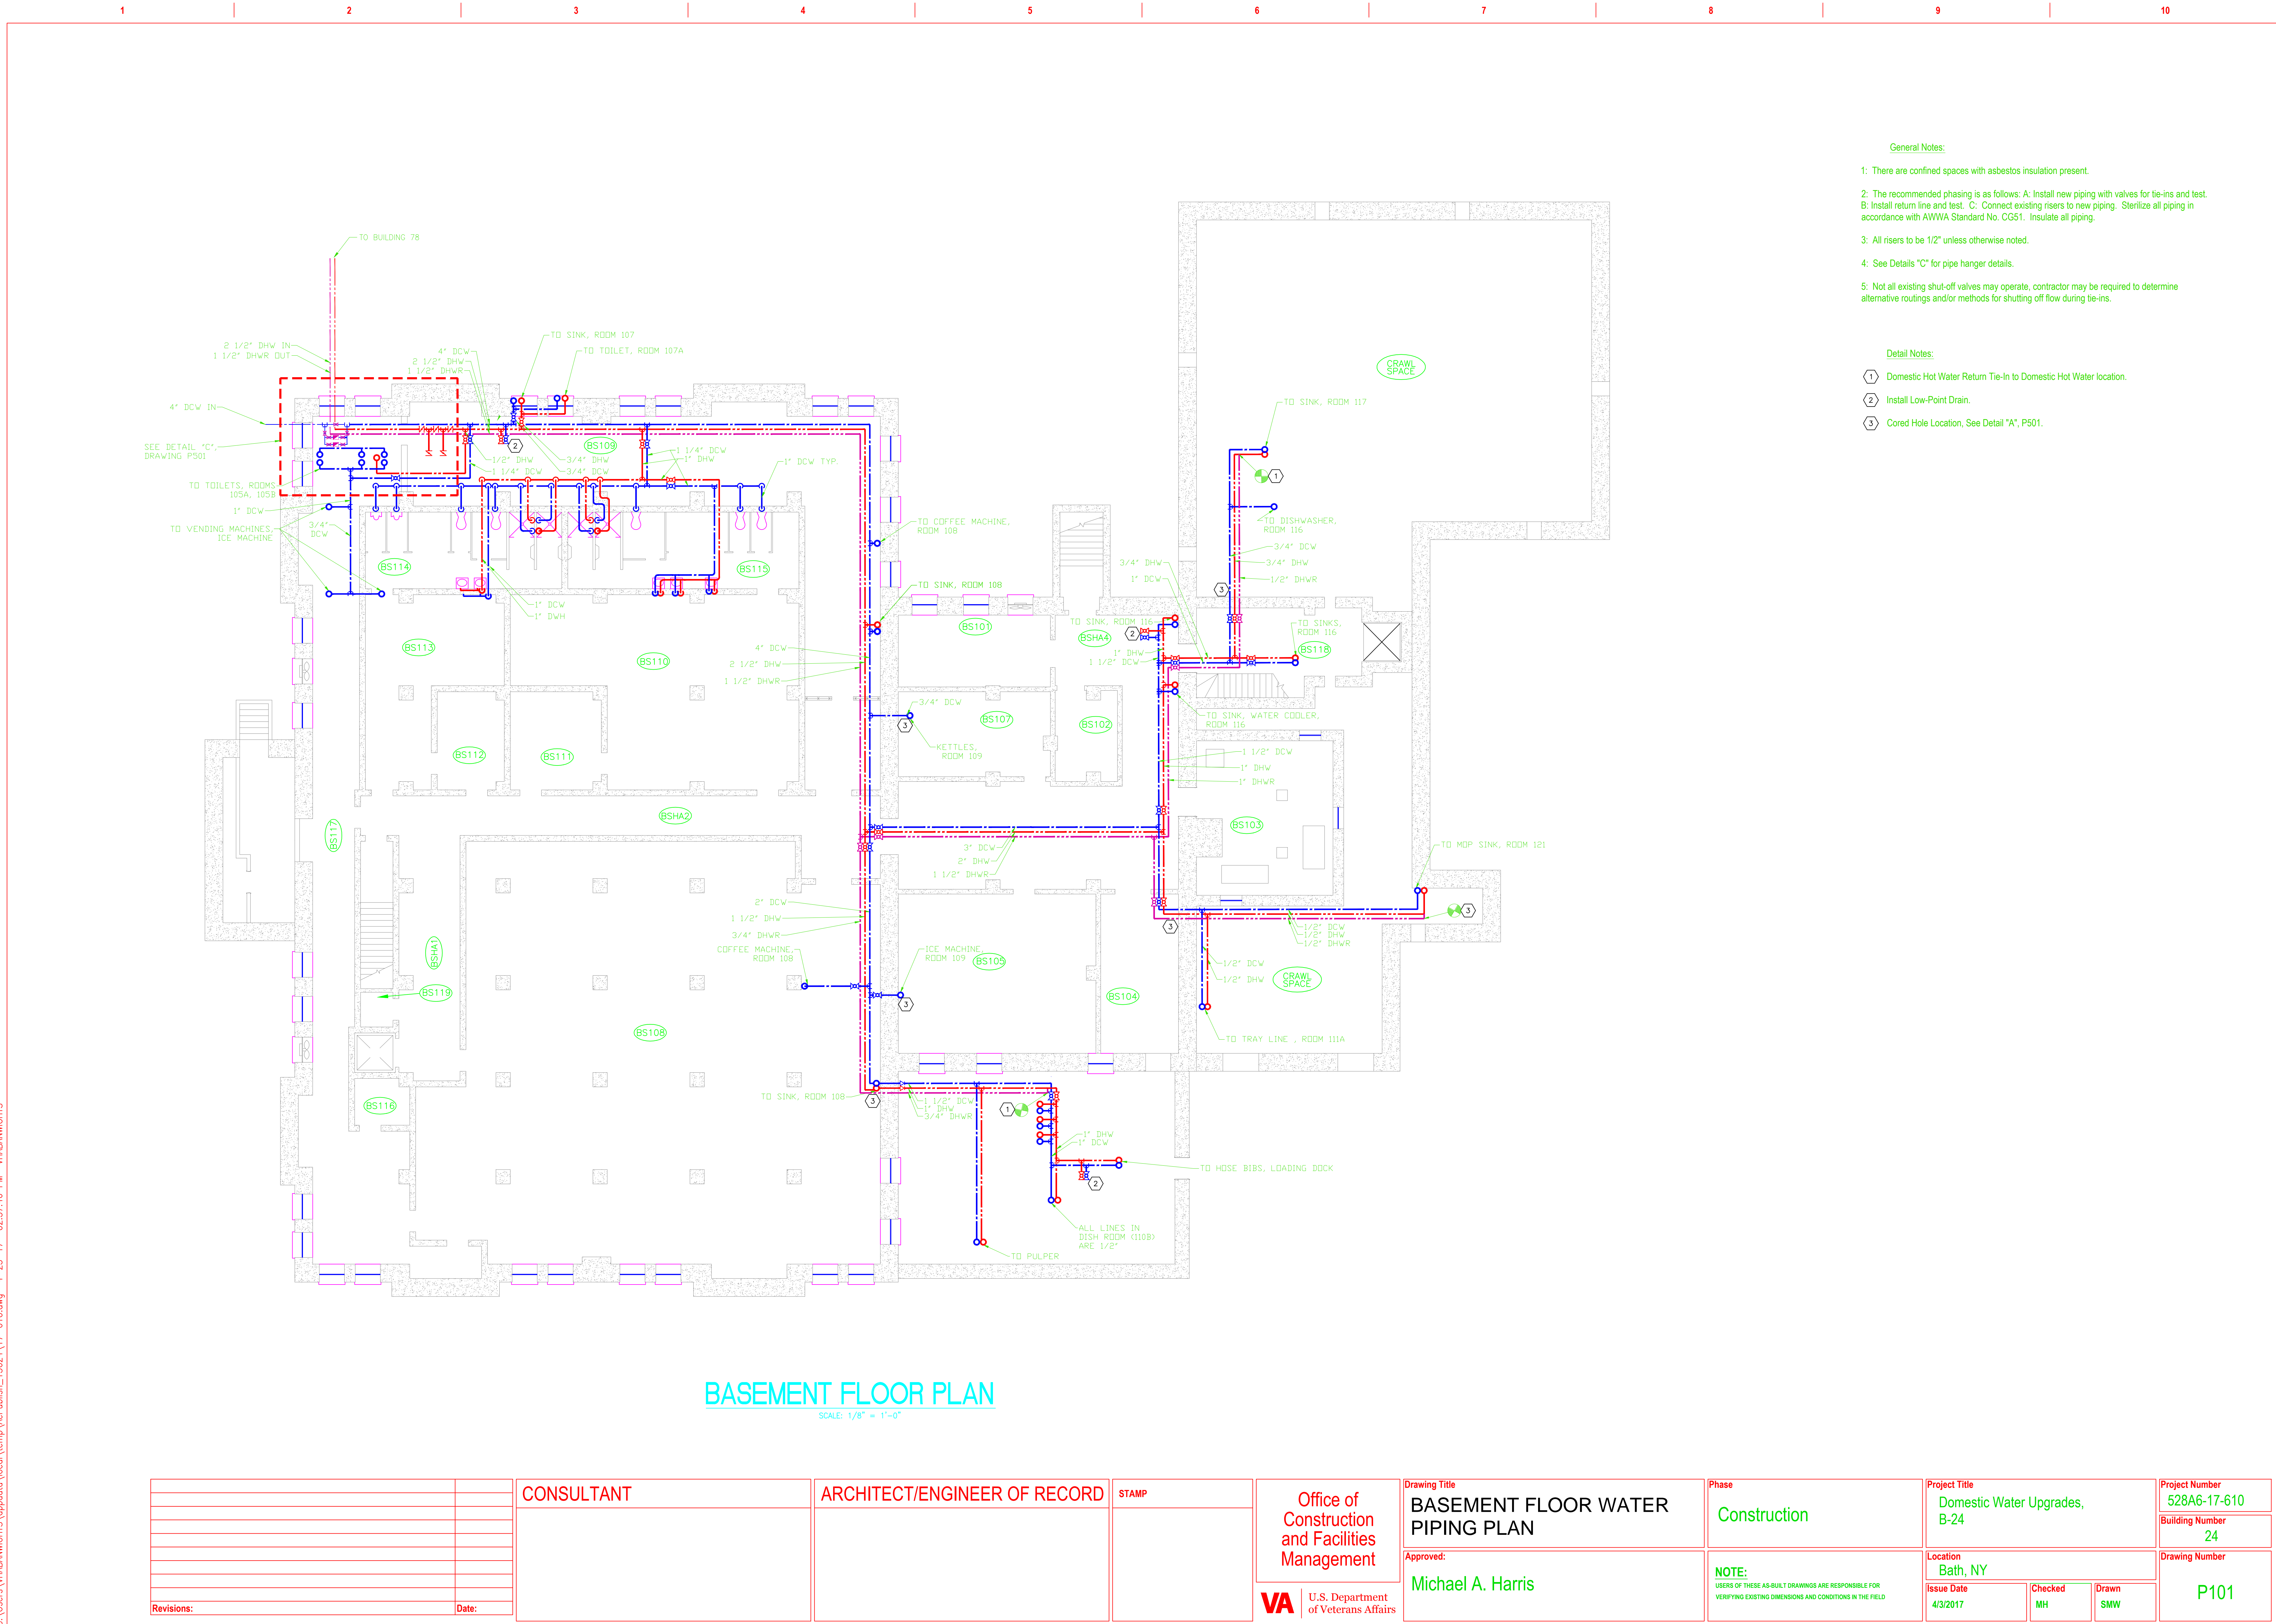 1 2 3 4 5 6 7 8 9 10
General Notes:
1: There are confined spaces with asbestos insulation present.
2: The recommended phasing is as follows: A: Install new piping with valves for tie-ins and test.
B: Install return line and test. C: Connect existing risers to new piping. Sterilize all piping in
accordance with AWWA Standard No. CG51. Insulate all piping.
3: All risers to be 1/2" unless otherwise noted.
4: See Details "C" for pipe hanger details.
5: Not all existing shut-off valves may operate, contractor may be required to determine
alternative routings and/or methods for shutting off flow during tie-ins.
Detail Notes:
1 Domestic Hot Water Return Tie-In to Domestic Hot Water location.
2 Install Low-Point Drain.
3 Cored Hole Location, See Detail "A", P501.
TO BUILDING 78
2 1/2" DHW IN
1 1/2" DHWR OUT
4" DCW
2 1/2" DHW
1 1/2" DHWR
TO SINK, ROOM 107
TO TOILET, ROOM 107A
4" DCW IN
SEE DETAIL "E",
DRAWING P501
TO TOILETS, ROOMS
105A, 105B
1" DCW
TO VENDING MACHINES,
ICE MACHINE
3/4"
DCW
2
BS109
1/2" DHW
1 1/4" DCW
3/4" DHW
3/4" DCW
1 1/4" DCW
1" DHW
1" DCW TYP.
BS114
BS115
1" DCW
1" DWH
TO COFFEE MACHINE,
ROOM 108
TO SINK, ROOM 108
CRAWL
SPACE
TO SINK, ROOM 117
1
TO DISHWASHER,
ROOM 116
3/4" DCW
3/4" DHW
1/2" DHWR
3
3/4" DHW
1" DCW
TO SINK, ROOM 116
BSHA4
2
1" DHW
1 1/2" DCW
TO SINKS,
ROOM 116
BS118
BS101
BS113
BS110
4" DCW
2 1/2" DHW
1 1/2" DHWR
3/4" DCW
3
KETTLES,
ROOM 109
BS107
BS102
TO SINK, WATER COOLER,
ROOM 116
1 1/2" DCW
1" DHW
1" DHWR
BS112
BS111
BS117
BSHA2
BS103
3" DCW
2" DHW
1 1/2" DHWR
TO MOP SINK, ROOM 121
3
2" DCW
1 1/2" DHW
3/4" DHWR
COFFEE MACHINE,
ROOM 108
ICE MACHINE,
ROOM 109
BS105
3
BS104
3
1/2" DCW
1/2" DHW
1/2" DHWR
1/2" DCW
1/2" DHW
CRAWL
SPACE
TO TRAY LINE , ROOM 111A
BSHA1
BS119
BS108
BS116
TO SINK, ROOM 108
3
1 1/2" DCW
1" DHW
3/4" DHWR
1
1" DHW
1" DCW
TO HOSE BIBS, LOADING DOCK
2
ALL LINES IN
DISH ROOM (110B)
ARE 1/2"
TO PULPER
BASEMENT FLOOR PLAN
SCALE: 1/8" = 1'-0"
Revisions:
Date:
CONSULTANT
ARCHITECT/ENGINEER OF RECORD
STAMP
Office of
Construction
and Facilities
Management
VA
U.S. Department
of Veterans Affairs
Drawing Title
BASEMENT FLOOR WATER
PIPING PLAN
Approved:
Michael A. Harris
Phase
Construction
NOTE:
USERS OF THESE AS-BUILT DRAWINGS ARE RESPONSIBLE FOR
VERIFYING EXISTING DIMENSIONS AND CONDITIONS IN THE FIELD
Project Title
Domestic Water Upgrades,
B-24
Location
Bath, NY
Issue Date
4/3/2017
Checked
MH
Drawn
SMW
Project Number
528A6-17-610
Building Number
24
Drawing Number
P101